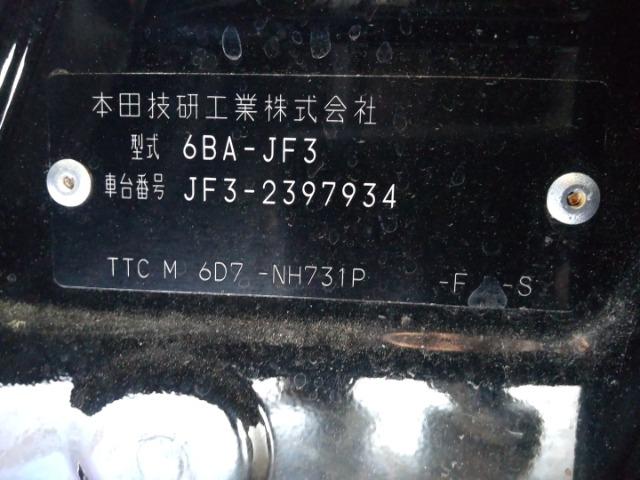 本田技研工業株式会社
型式 6BA-JF3
車台番号 JF3-2397934
TTC M 6D7 -NH731P -F -S